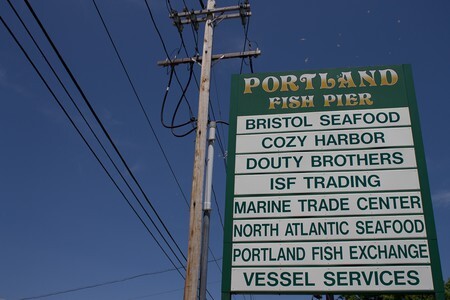 PORTLAND
FISH PIER
BRISTOL SEAFOOD
COZY HARBOR
DOUTY BROTHERS
ISF TRADING
MARINE TRADE CENTER
NORTH ATLANTIC SEAFOOD
PORTLAND FISH EXCHANGE
VESSEL SERVICES